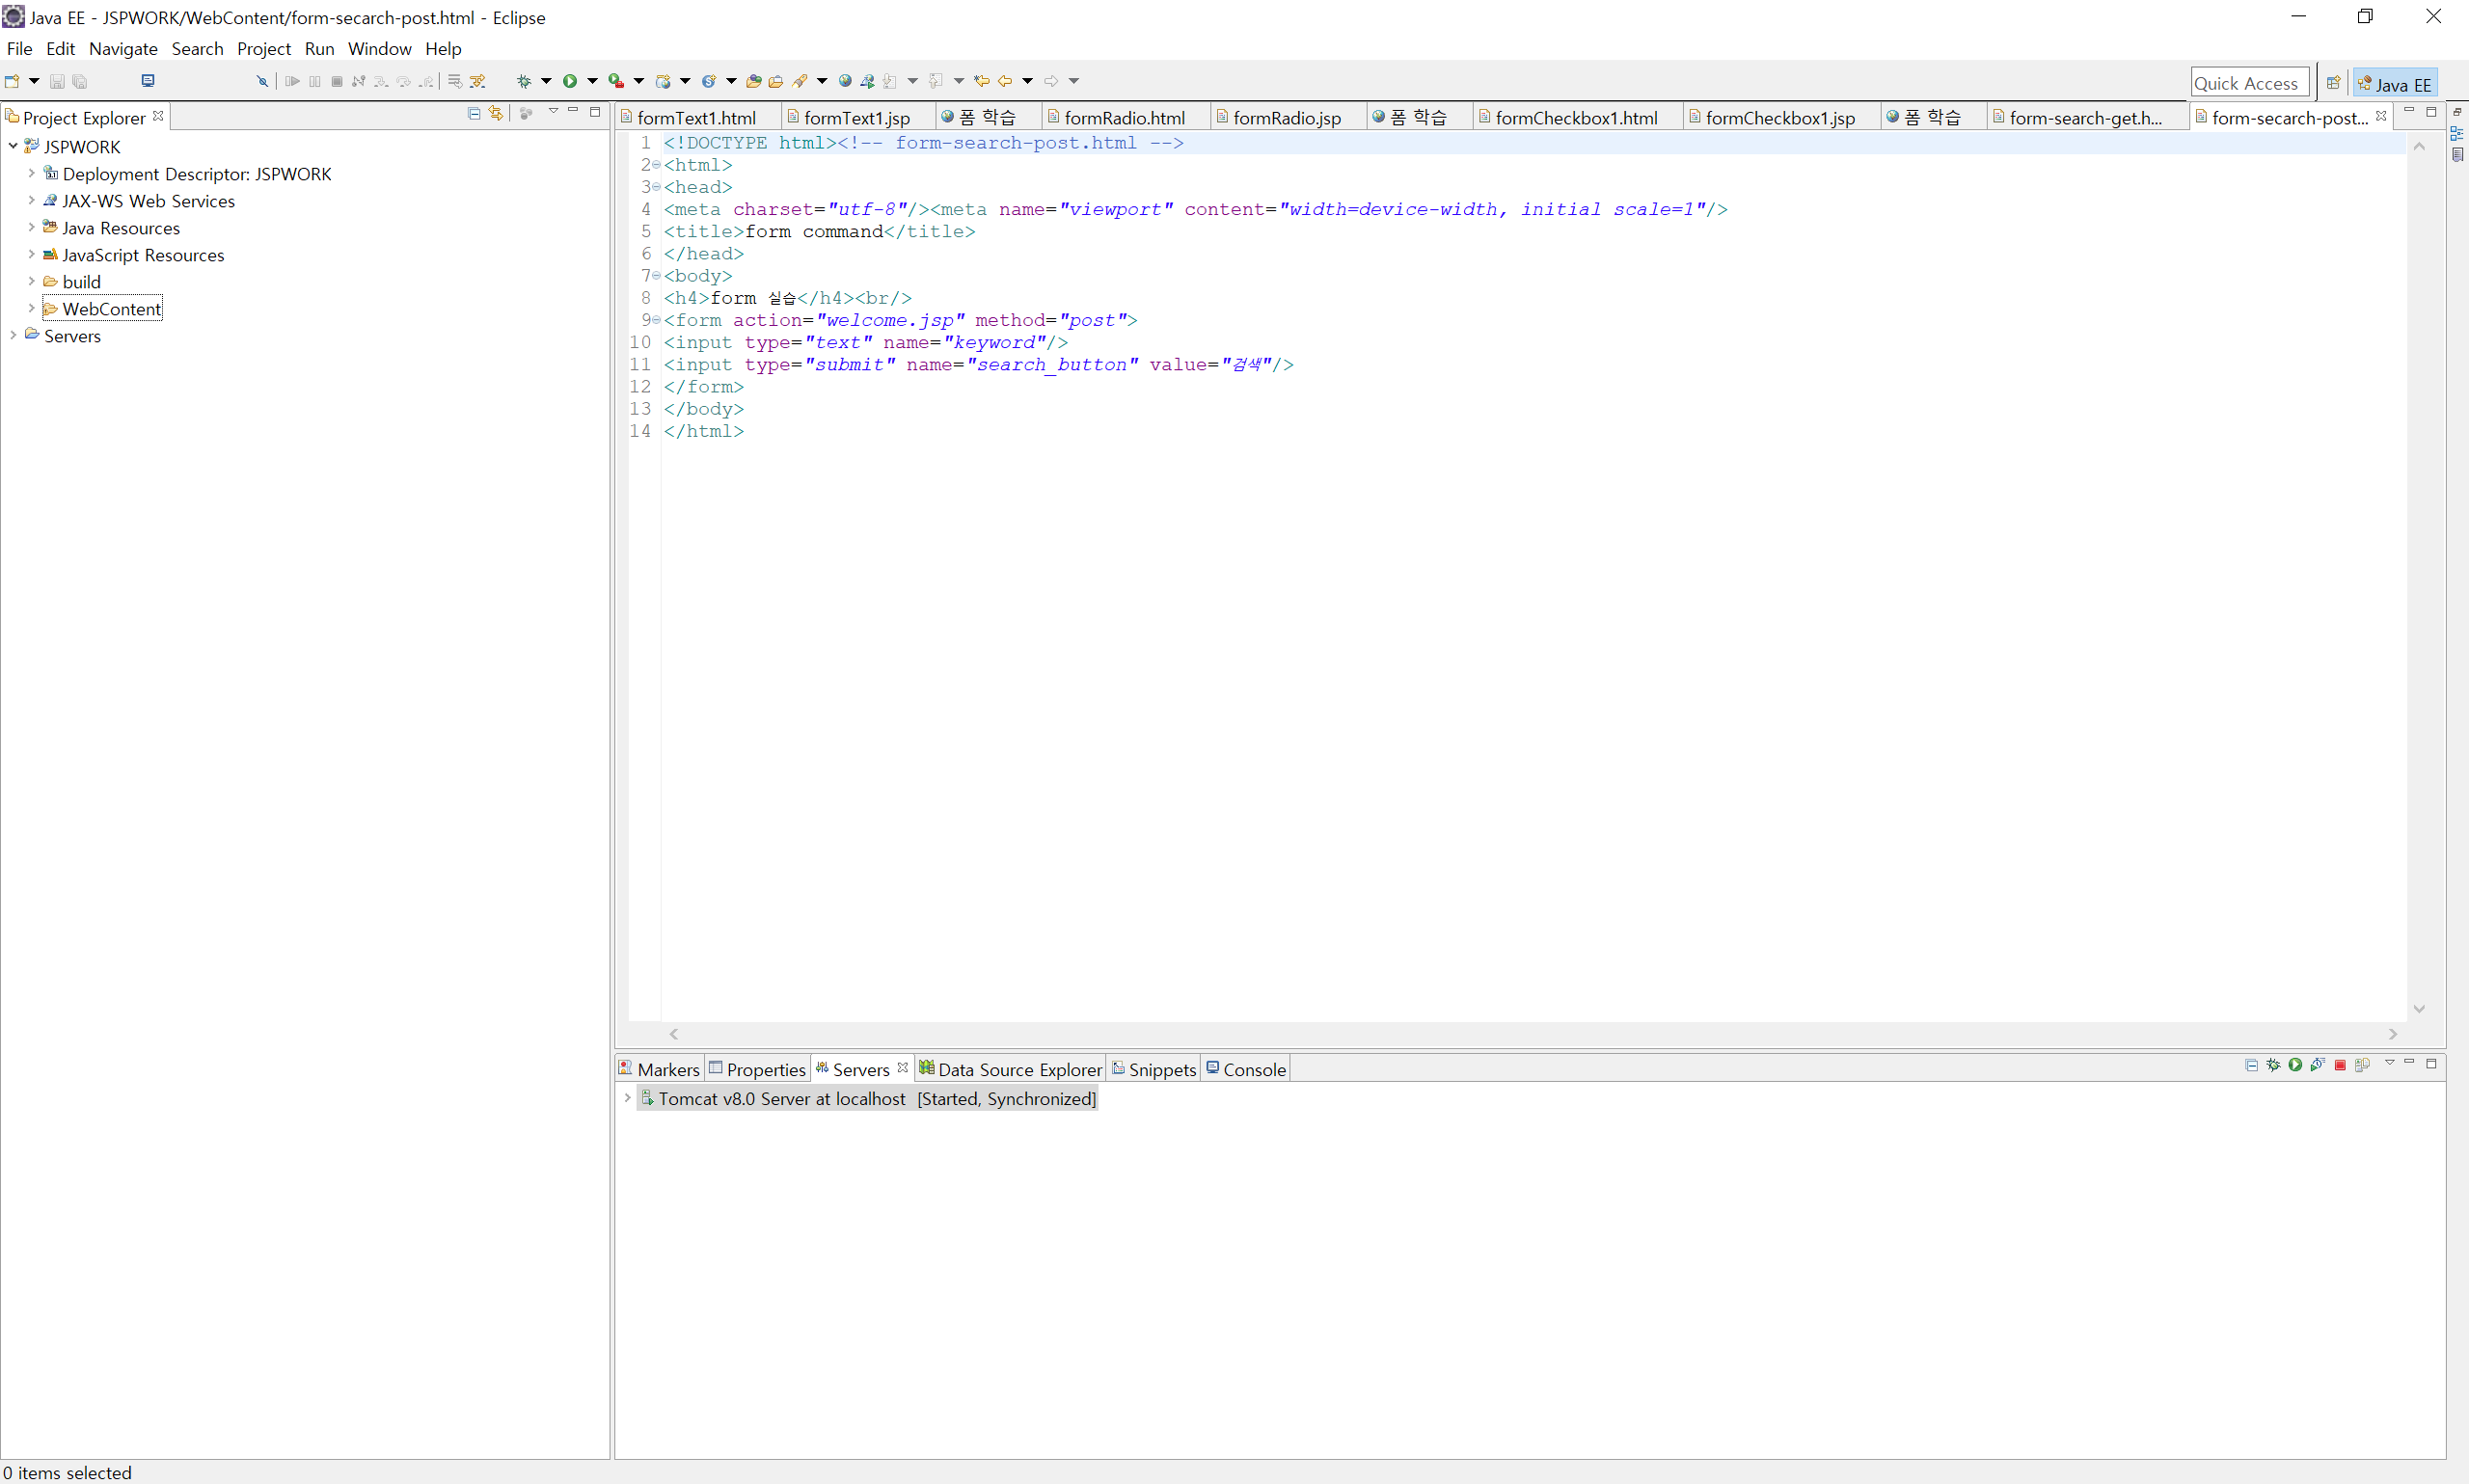 Java EE - JSPWORK/WebContent/form-secarch-post.html - Eclipse
File Edit Navigate Search Project Run Window Help
Quick Access
Java EE
Project Explorer
JSPWORK
Deployment Descriptor: JSPWORK
JAX-WS Web Services
Java Resources
JavaScript Resources
build
WebContent
Servers
formText1.html formText1.jsp 폼 학습 formRadio.html formRadio.jsp 폼 학습 formCheckbox1.html formCheckbox1.jsp 폼 학습 form-search-get.h... form-secarch-post...
1 <!DOCTYPE html><!-- form-search-post.html -->
2 <html>
3 <head>
4 <meta charset="utf-8"/><meta name="viewport" content="width=device-width, initial scale=1"/>
5 <title>form command</title>
6 </head>
7 <body>
8 <h4>form 실습</h4><br/>
9 <form action="welcome.jsp" method="post">
10 <input type="text" name="keyword"/>
11 <input type="submit" name="search_button" value="검색"/>
12 </form>
13 </body>
14 </html>
Markers Properties Servers Data Source Explorer Snippets Console
Tomcat v8.0 Server at localhost [Started, Synchronized]
0 items selected